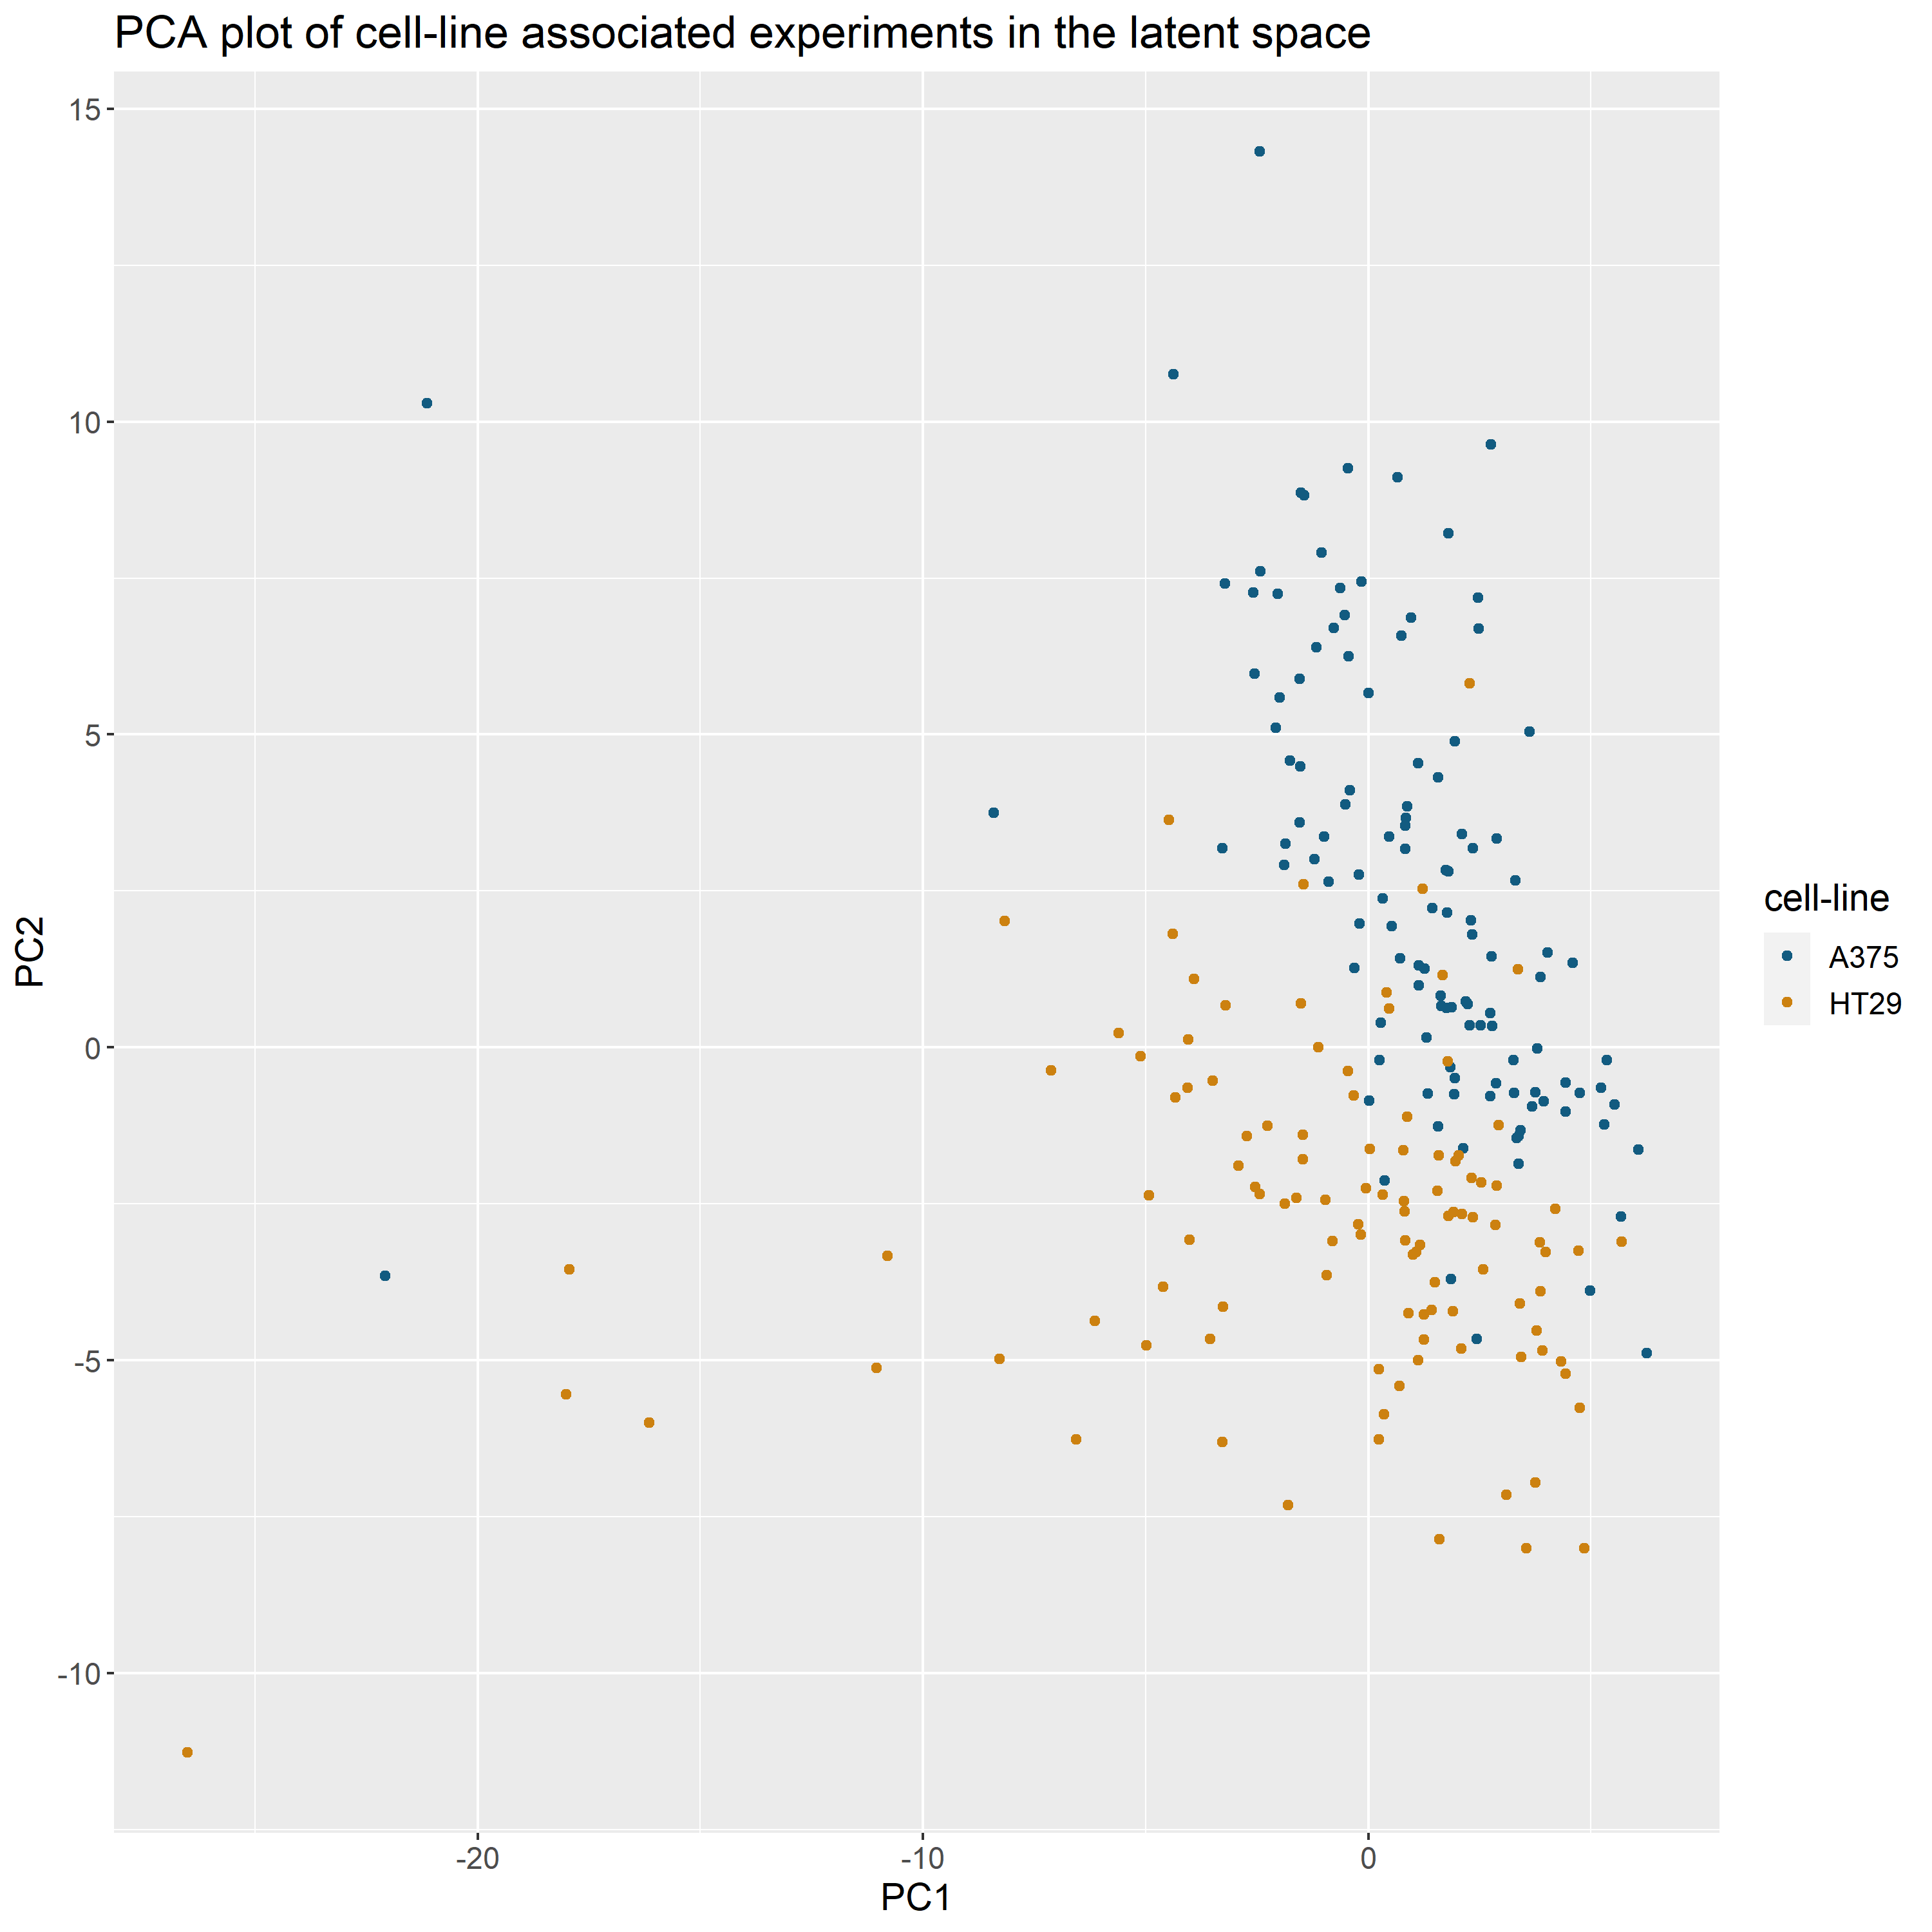 PCA plot of cell-line associated experiments in the latent space
15
10
5
0
-5
-10
PC2
-20
-10
0
PC1
cell-line
A375
HT29